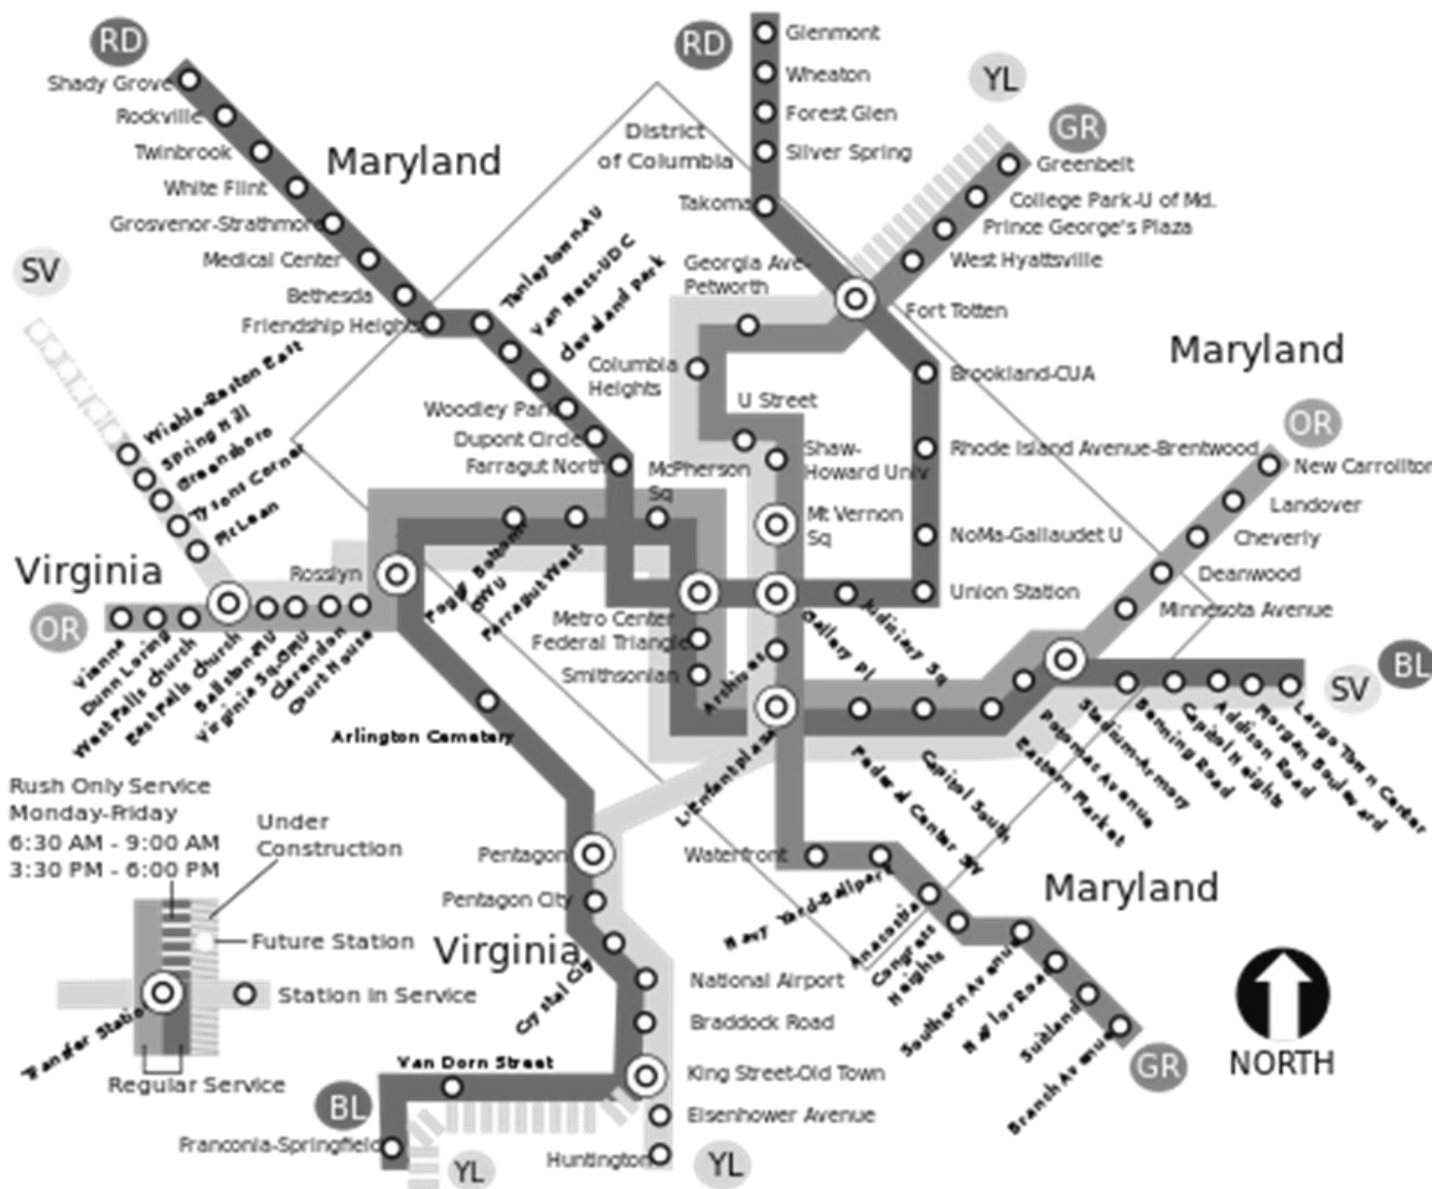 RD
Shady Grove
Rockville
Twinbrook
White Flint
Grosvenor-Strathmore
Medical Center
Bethesda
Friendship Heights
Maryland
District
of Columbia
RD
Glenmont
Wheaton
Forest Glen
Silver Spring
Takoma
YL
GR
Greenbelt
College Park-U of Md.
Prince George's Plaza
West Hyattsville
Fort Totten
Georgia Ave-
Petworth
Columbia
Heights
U Street
Shaw-
Howard Univ
Mt Vernon
Sq
Brookland-CUA
Rhode Island Avenue-Brentwood
NoMa-Gallaudet U
Union Station
Maryland
OR
New Carrollton
Landover
Cheverly
Deanwood
Minnesota Avenue
Tenleytown-AU
Van Ness-UDC
Cleveland Park
Woodley Park
Dupont Circle
Farragut North
McPherson
Sq
SV
Wiehle-Reston East
Spring Hill
Greensboro
Tysons Corner
McLean
Virginia
OR
Vienna
Dunn Loring
West Falls Church
East Falls Church
Ballston-MU
Virginia Sq-GMU
Clarendon
Court House
Rosslyn
Foggy Bottom
GWU
Farragut West
Metro Center
Federal Triangle
Smithsonian
Archives
Gallery Pl
Judiciary Sq
L'Enfant plaza
Federal Center SW
Capitol South
Eastern Market
Potomac Avenue
Stadium-Armory
Benning Road
Capitol Heights
Addison Road
Morgan Boulevard
Largo Town Center
SV
BL
Arlington Cemetery
Pentagon
Pentagon City
Virginia
Crystal City
National Airport
Braddock Road
King Street-Old Town
Eisenhower Avenue
Huntington
YL
YL
Van Dorn Street
BL
Franconia-Springfield
Waterfront
Navy Yard-Ballpark
Anacostia
Congress
Heights
Southern Avenue
Naylor Road
Suitland
Branch Avenue
GR
Maryland
NORTH
Rush Only Service
Monday-Friday
6:30 AM - 9:00 AM
3:30 PM - 6:00 PM
Under
Construction
Future Station
Station in Service
Transfer Station
Regular Service